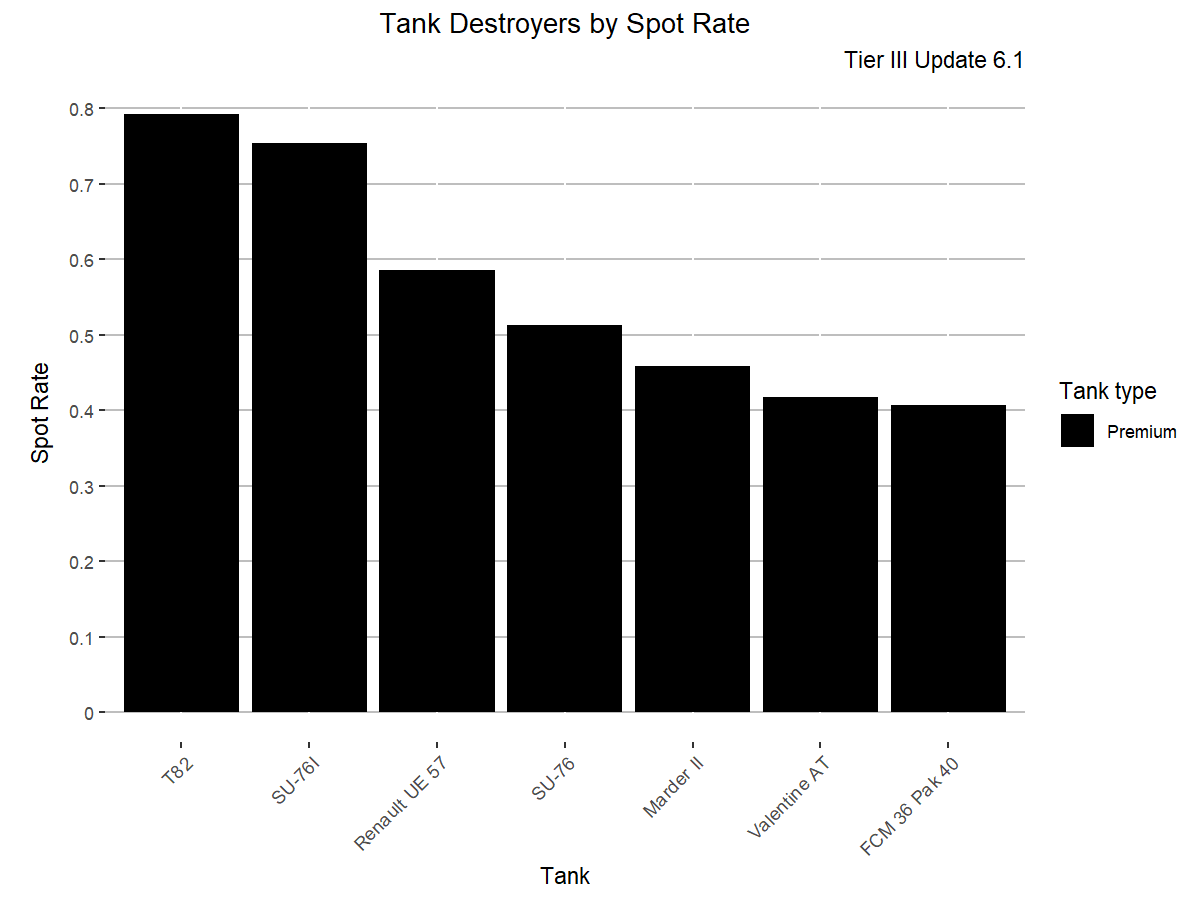 Tank Destroyers by Spot Rate
Tier III Update 6.1
Spot Rate
0.8
0.7
0.6
0.5
0.4
0.3
0.2
0.1
0
T82
SU-76I
Renault UE 57
SU-76
Marder II
Valentine AT
FCM 36 Pak 40
Tank
Tank type
Premium